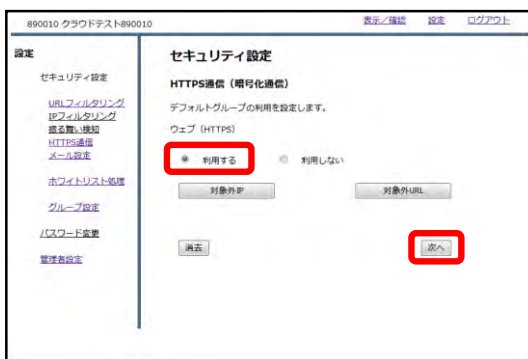 890010 クラウドテスト890010
表示／確認 設定 ログアウト
設定
セキュリティ設定
URLフィルタリング
IPフィルタリング
振る舞い検知
HTTPS通信
メール設定
ホワイトリスト処理
グループ設定
パスワード変更
管理者設定
セキュリティ設定
HTTPS通信（暗号化通信）
デフォルトグループの利用を設定します。
ウェブ（HTTPS）
利用する 利用しない
対象外IP 対象外URL
消去 次へ